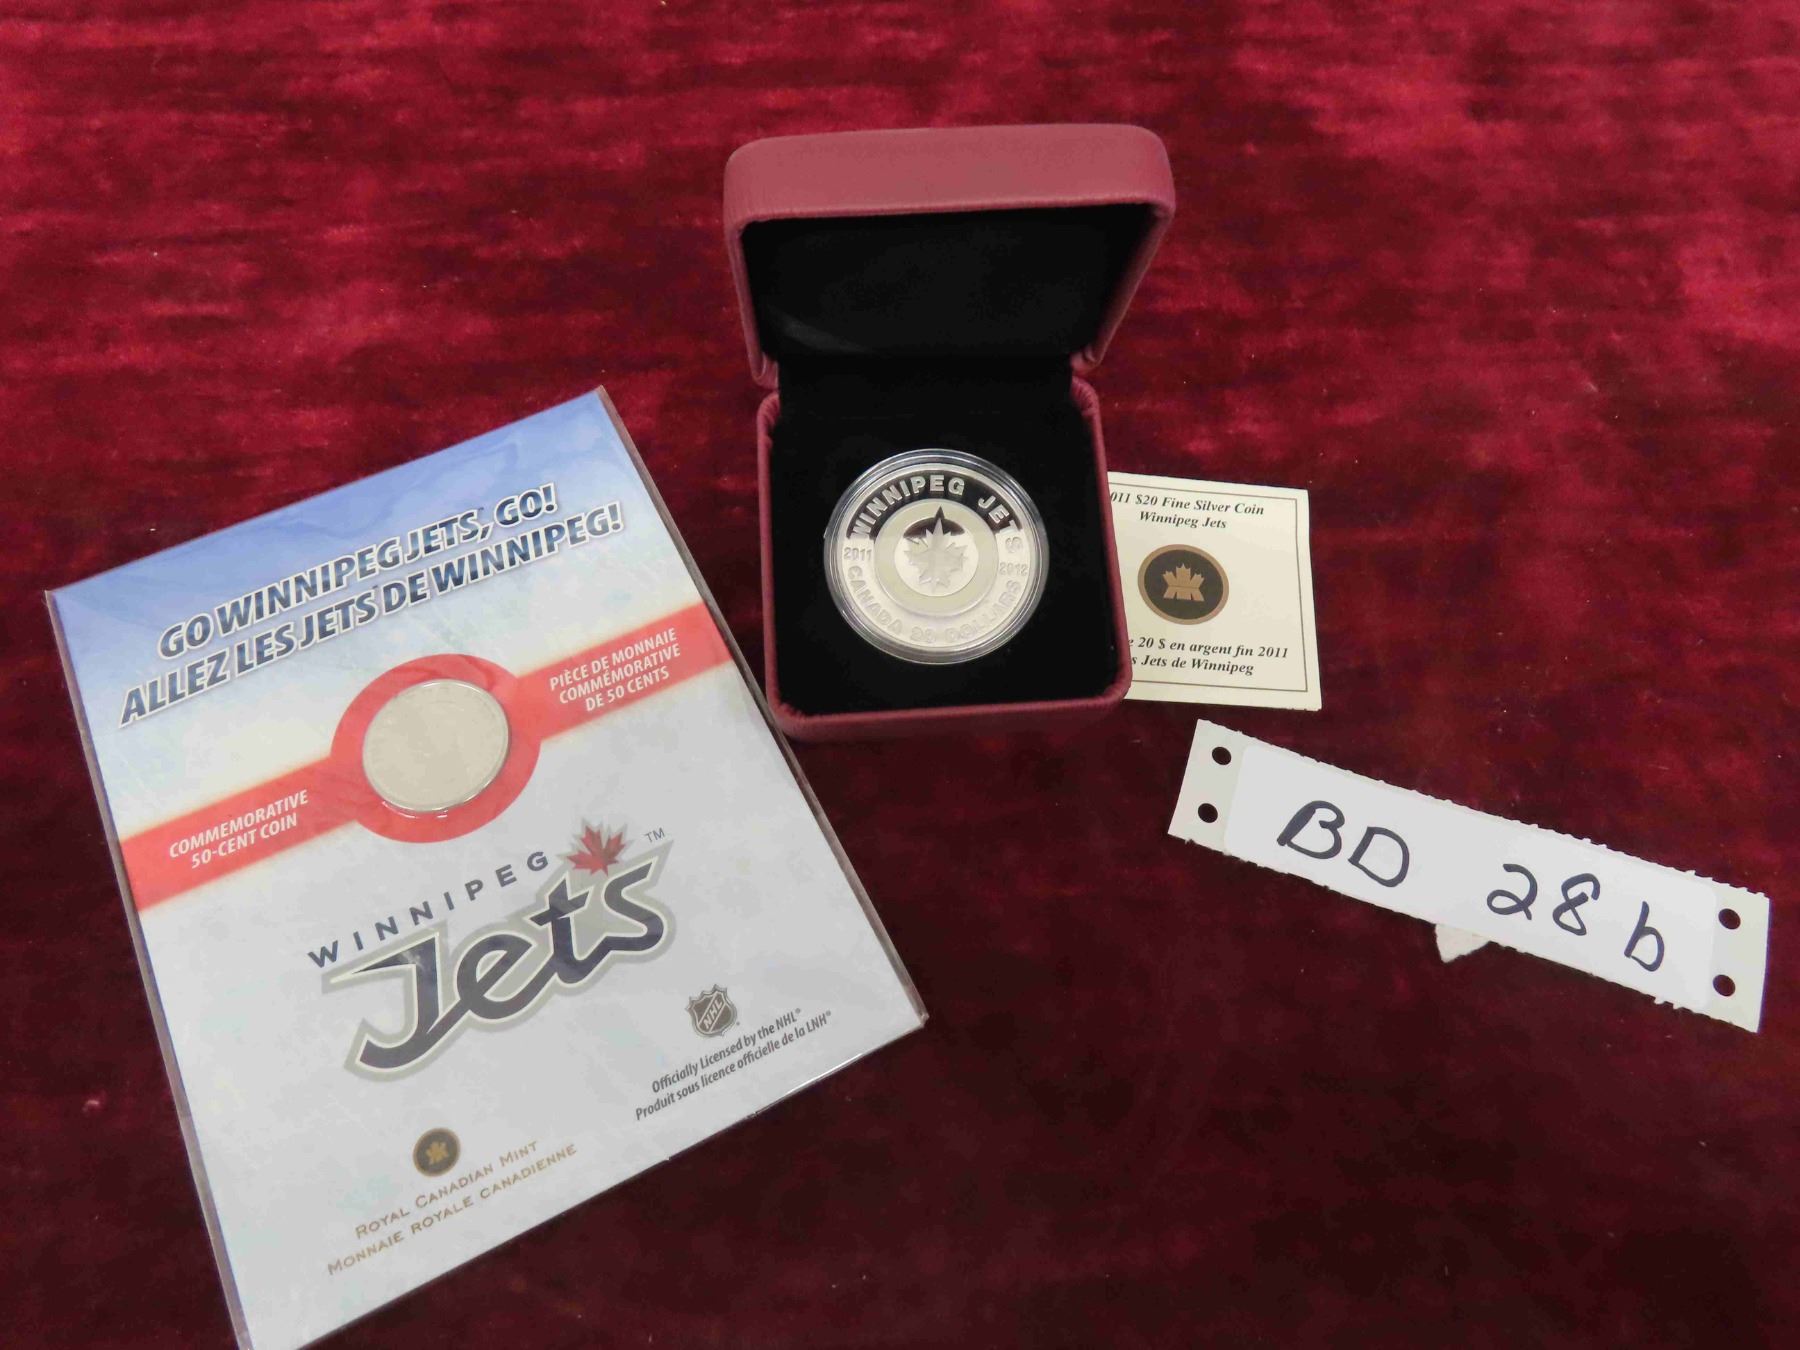 GO WINNIPEG JETS, GO!
ALLEZ LES JETS DE WINNIPEG!
PIÈCE DE MONNAIE
COMMÉMORATIVE
DE 50 CENTS
COMMEMORATIVE
50-CENT COIN
WINNIPEG
Jets ™
NHL
Officially Licensed by the NHL®
Produit sous licence officielle de la LNH®
ROYAL CANADIAN MINT
MONNAIE ROYALE CANADIENNE
WINNIPEG JETS
2011 2012
CANADA 20 DOLLARS
011 $20 Fine Silver Coin
Winnipeg Jets
e 20 $ en argent fin 2011
s Jets de Winnipeg
BD 28 b